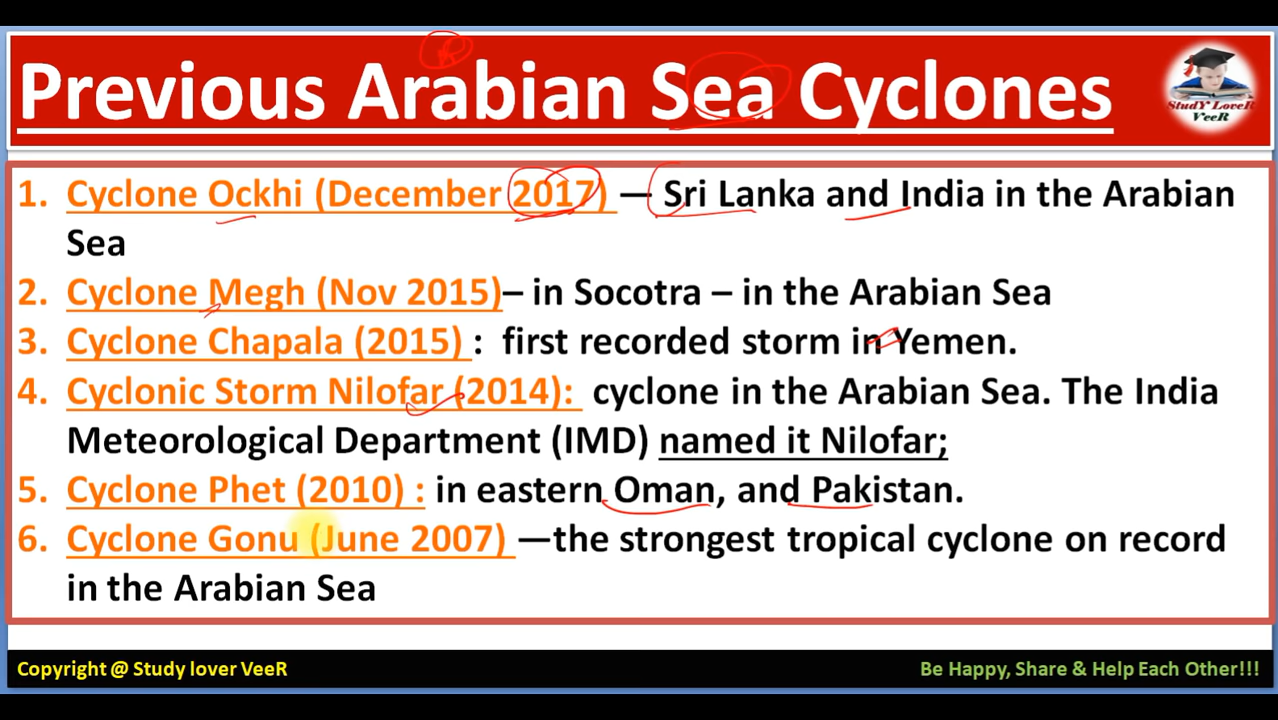 Previous Arabian Sea Cyclones
StudY LoveR
VeeR
1. Cyclone Ockhi (December 2017) — Sri Lanka and India in the Arabian
Sea
2. Cyclone Megh (Nov 2015)– in Socotra – in the Arabian Sea
3. Cyclone Chapala (2015) : first recorded storm in Yemen.
4. Cyclonic Storm Nilofar (2014): cyclone in the Arabian Sea. The India
Meteorological Department (IMD) named it Nilofar;
5. Cyclone Phet (2010) : in eastern Oman, and Pakistan.
6. Cyclone Gonu (June 2007) —the strongest tropical cyclone on record
in the Arabian Sea
Copyright @ Study lover VeeR
Be Happy, Share & Help Each Other!!!